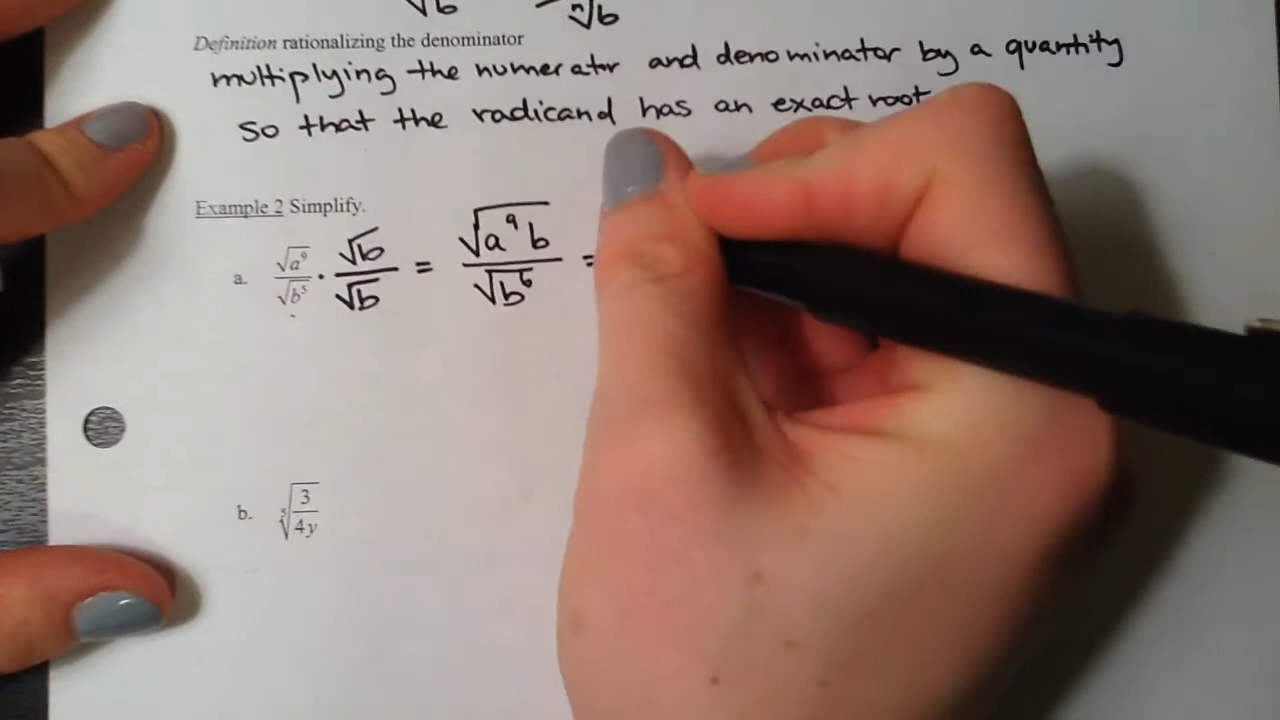 √b ⁿ√b
Definition rationalizing the denominator
multiplying the numerator and denominator by a quantity
so that the radicand has an exact root
Example 2 Simplify.
a. √a⁹/√b⁵ · √b/√b = √a⁹b/√b⁶ =
b. ⁵√3/4y